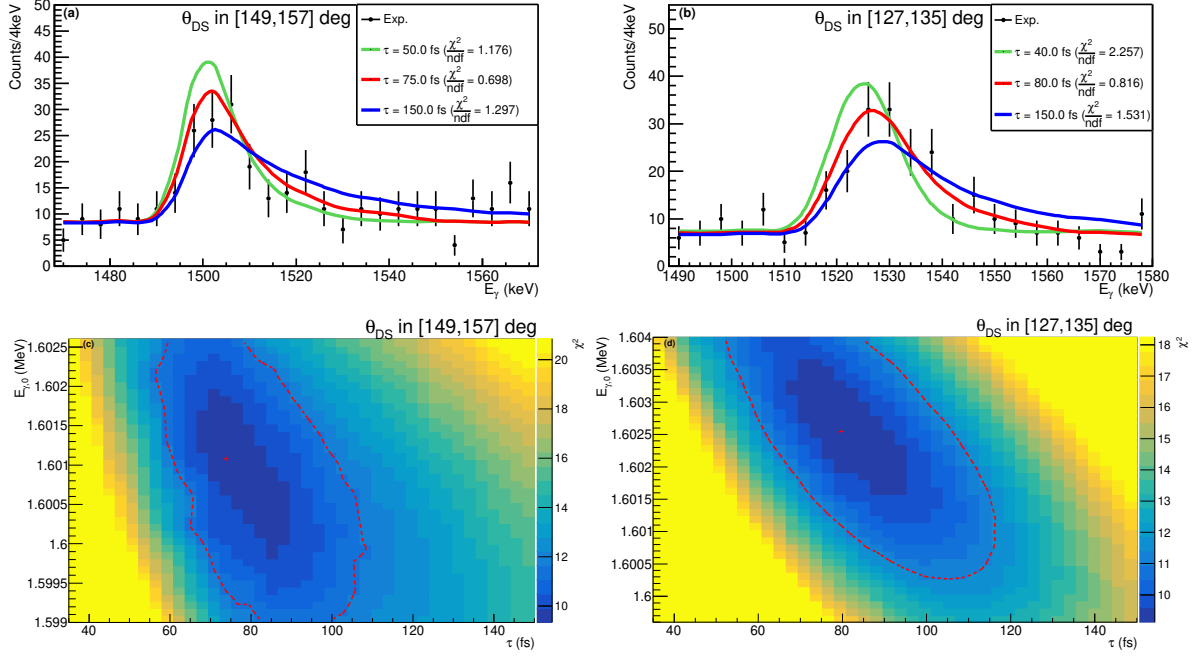 (a)
θ_DS in [149,157] deg
Exp.
τ = 50.0 fs (χ²/ndf = 1.176)
τ = 75.0 fs (χ²/ndf = 0.698)
τ = 150.0 fs (χ²/ndf = 1.297)
Counts/4keV
50
45
40
35
30
25
20
15
10
5
0
1480 1500 1520 1540 1560
E_γ (keV)
(b)
θ_DS in [127,135] deg
Exp.
τ = 40.0 fs (χ²/ndf = 2.257)
τ = 80.0 fs (χ²/ndf = 0.816)
τ = 150.0 fs (χ²/ndf = 1.531)
Counts/4keV
50
40
30
20
10
0
1490 1500 1510 1520 1530 1540 1550 1560 1570 1580
E_γ (keV)
(c)
θ_DS in [149,157] deg
E_γ,0 (MeV)
1.6025
1.602
1.6015
1.601
1.6005
1.6
1.5995
1.599
40 60 80 100 120 140
τ (fs)
χ²
20
18
16
14
12
10
(d)
θ_DS in [127,135] deg
E_γ,0 (MeV)
1.604
1.6035
1.603
1.6025
1.602
1.6015
1.601
1.6005
1.6
40 60 80 100 120 140
τ (fs)
χ²
18
17
16
15
14
13
12
11
10